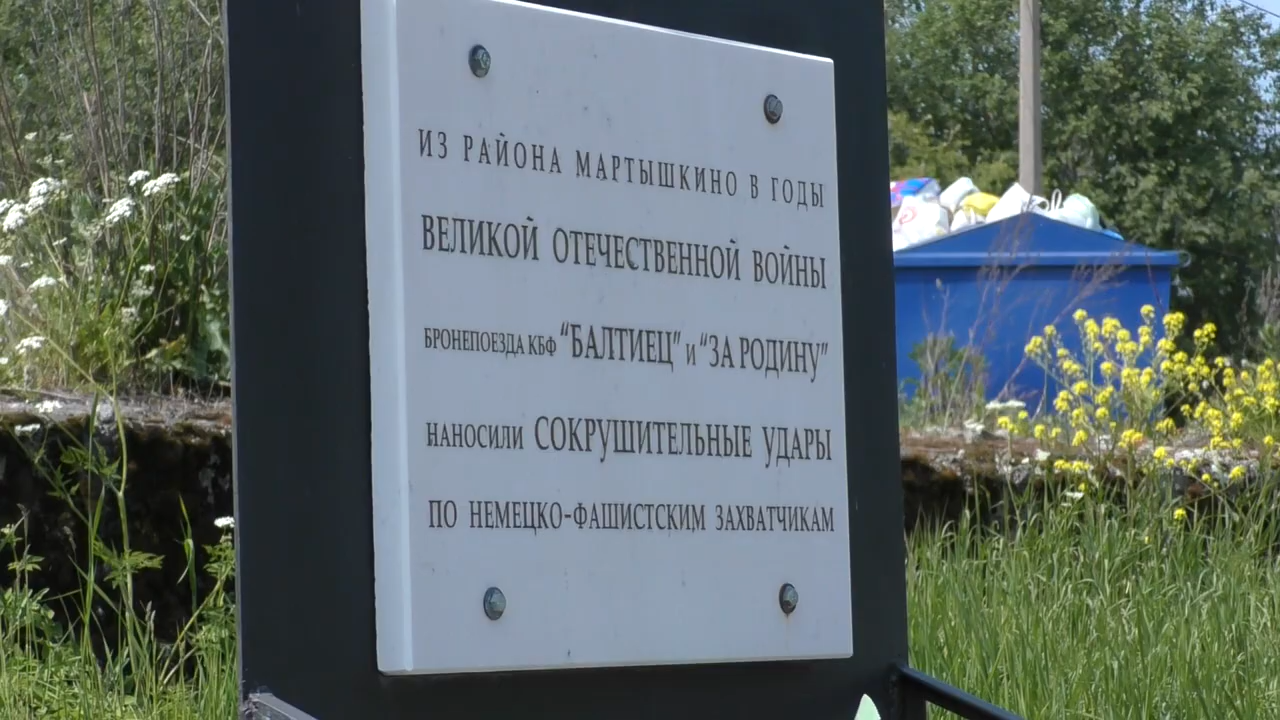 ИЗ РАЙОНА МАРТЫШКИНО В ГОДЫ
ВЕЛИКОЙ ОТЕЧЕСТВЕННОЙ ВОЙНЫ
БРОНЕПОЕЗДА КБФ "БАЛТИЕЦ" И "ЗА РОДИНУ"
НАНОСИЛИ СОКРУШИТЕЛЬНЫЕ УДАРЫ
ПО НЕМЕЦКО-ФАШИСТСКИМ ЗАХВАТЧИКАМ